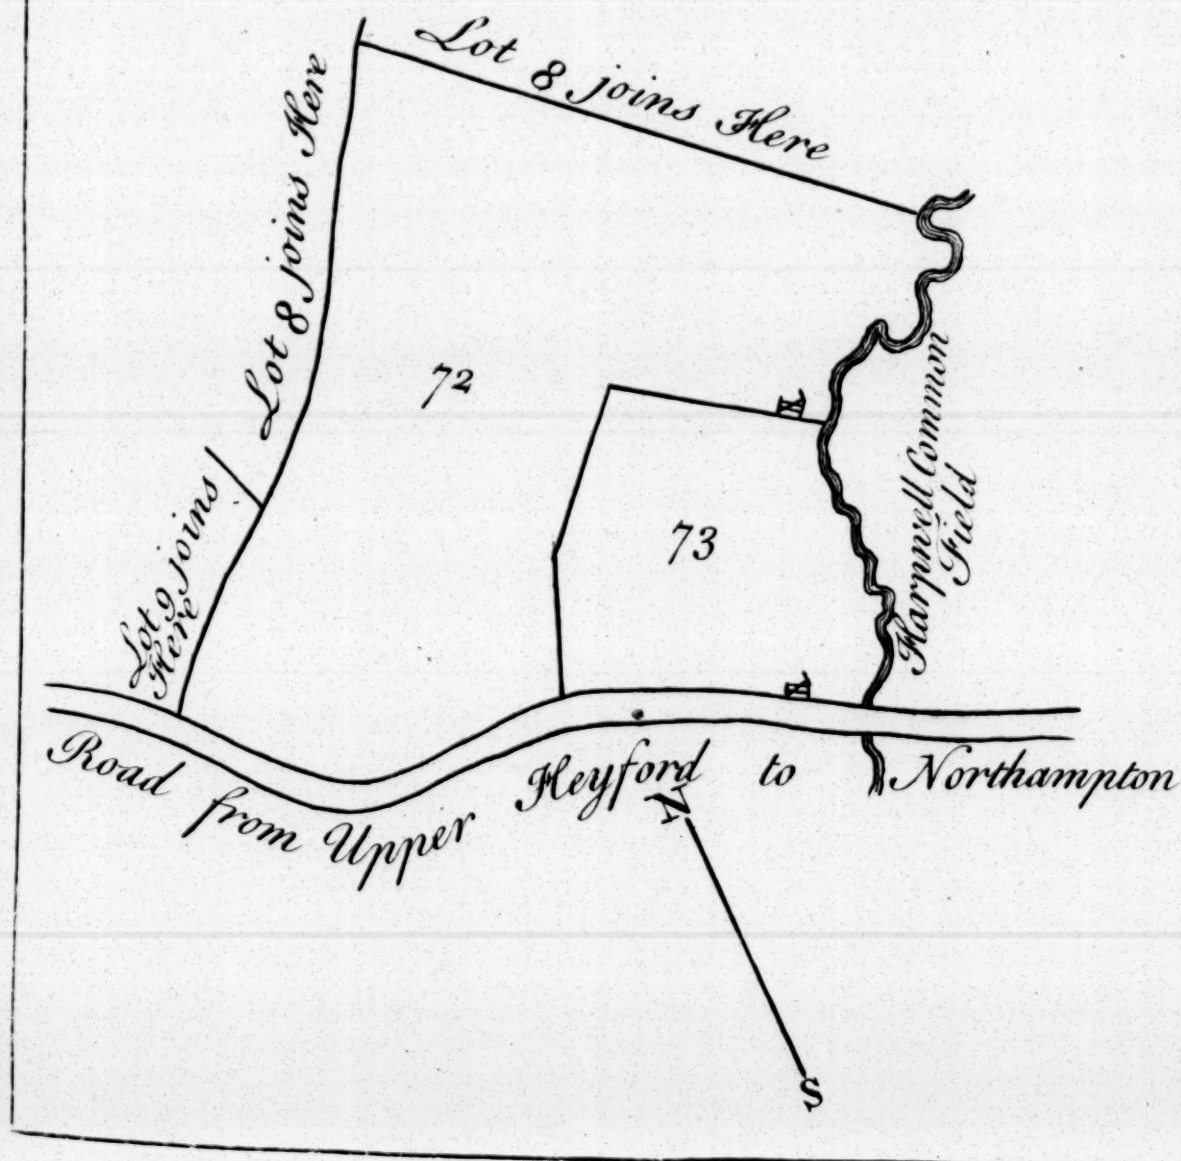 Lot 8 joins Here
Lot 8 joins Here
72
Lot 9 joins
Here
73
Harpwell Common
Field
Road from Upper Heyford to Northampton
N
S